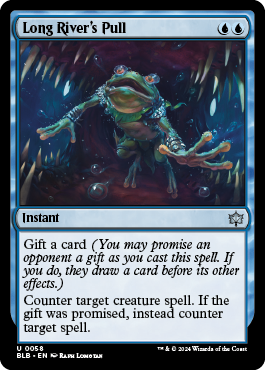 Long River's Pull
Instant
Gift a card (You may promise an
opponent a gift as you cast this spell. If
you do, they draw a card before its other
effects.)
Counter target creature spell. If the
gift was promised, instead counter
target spell.
U 0058
BLB • EN Raph Lomotan
™ & © 2024 Wizards of the Coast